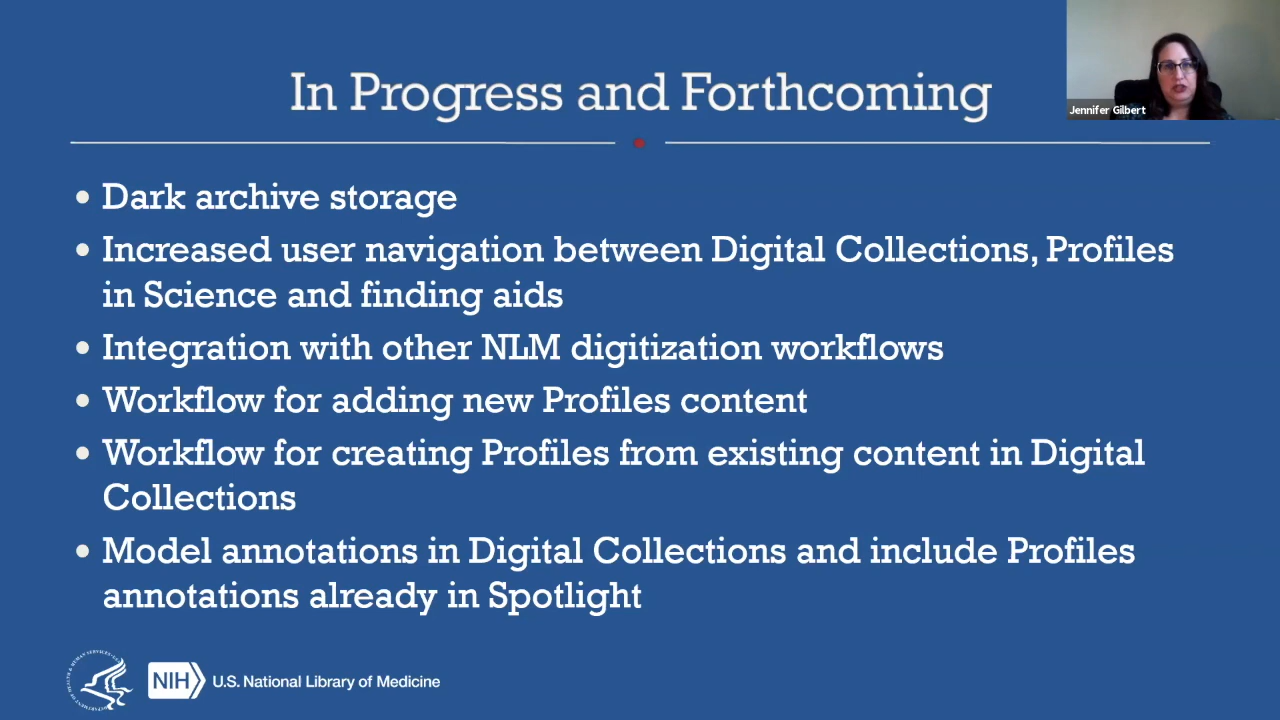 In Progress and Forthcoming
Jennifer Gilbert
• Dark archive storage
• Increased user navigation between Digital Collections, Profiles
in Science and finding aids
• Integration with other NLM digitization workflows
• Workflow for adding new Profiles content
• Workflow for creating Profiles from existing content in Digital
Collections
• Model annotations in Digital Collections and include Profiles
annotations already in Spotlight
NIH U.S. National Library of Medicine